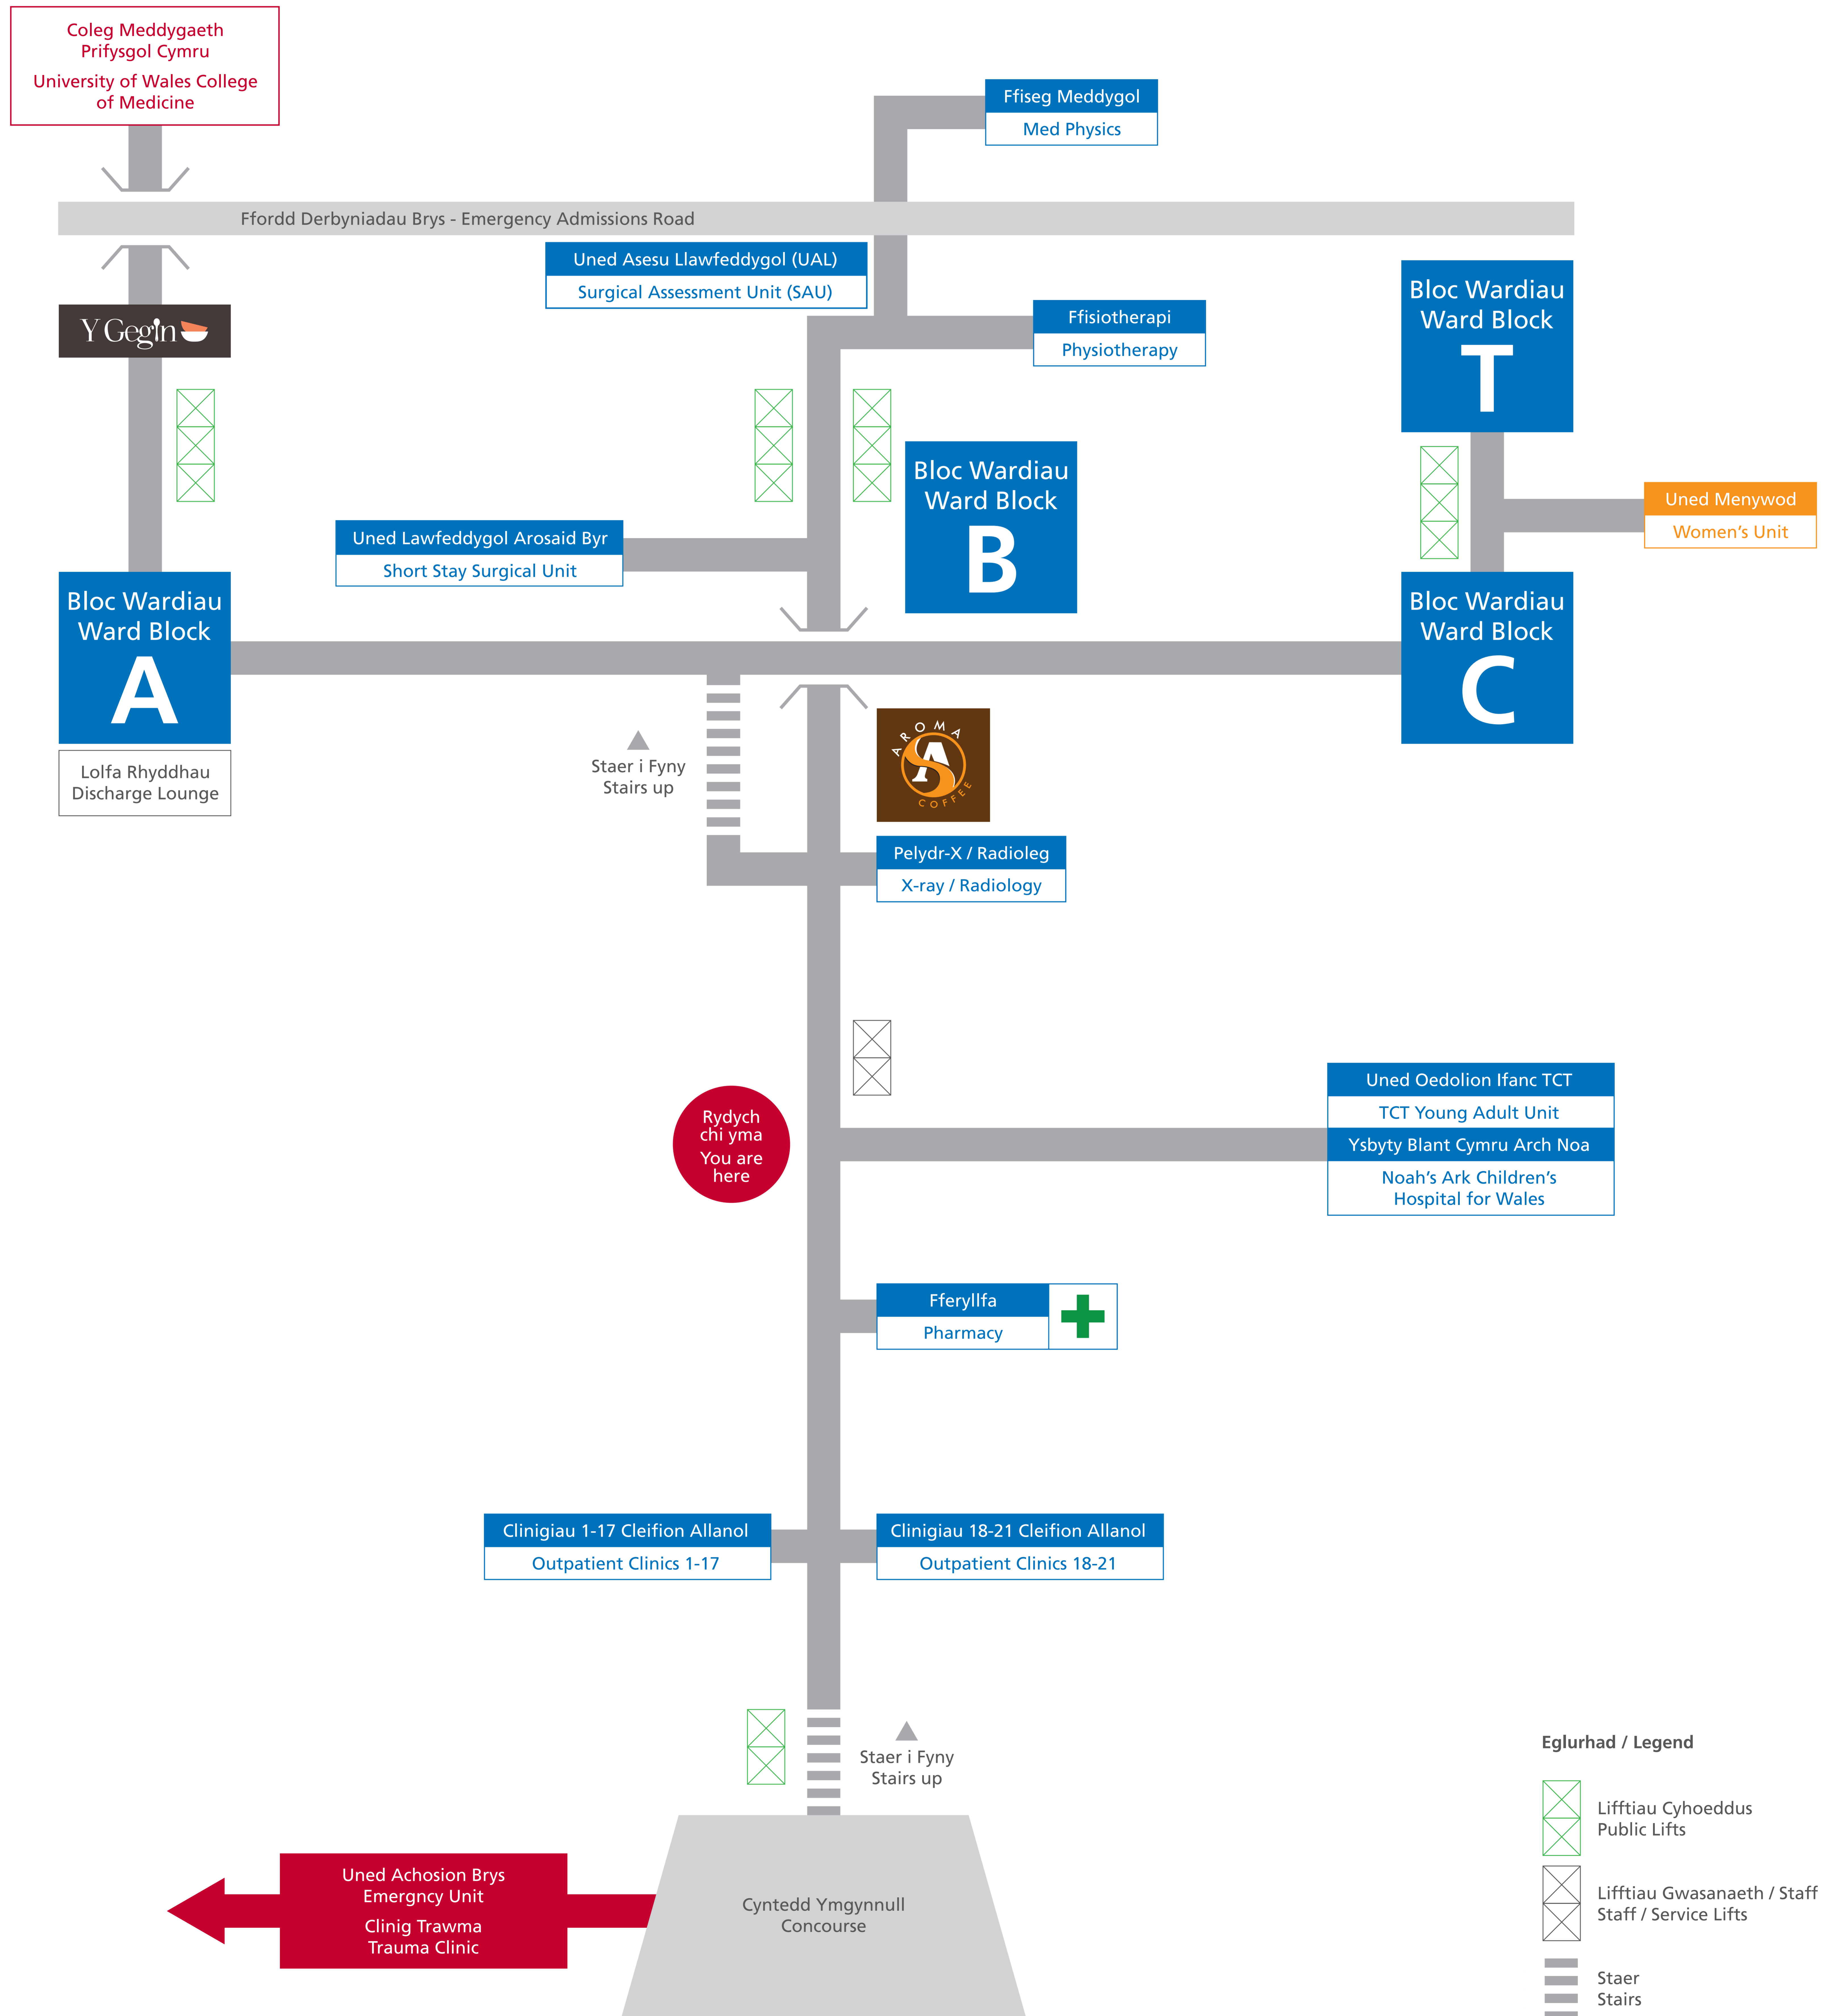 Coleg Meddygaeth
Prifysgol Cymru
University of Wales College
of Medicine
Ffiseg Meddygol
Med Physics
Ffordd Derbyniadau Brys - Emergency Admissions Road
Uned Asesu Llawfeddygol (UAL)
Surgical Assessment Unit (SAU)
Ffisiotherapi
Physiotherapy
Bloc Wardiau
Ward Block
T
Y Gegin
Bloc Wardiau
Ward Block
B
Uned Menywod
Women's Unit
Uned Lawfeddygol Arosaid Byr
Short Stay Surgical Unit
Bloc Wardiau
Ward Block
A
Bloc Wardiau
Ward Block
C
Lolfa Rhyddhau
Discharge Lounge
Staer i Fyny
Stairs up
AROMA
A
COFFEE
Pelydr-X / Radioleg
X-ray / Radiology
Rydych
chi yma
You are
here
Uned Oedolion Ifanc TCT
TCT Young Adult Unit
Ysbyty Blant Cymru Arch Noa
Noah's Ark Children's
Hospital for Wales
Fferyllfa
Pharmacy
Clinigiau 1-17 Cleifion Allanol
Outpatient Clinics 1-17
Clinigiau 18-21 Cleifion Allanol
Outpatient Clinics 18-21
Staer i Fyny
Stairs up
Uned Achosion Brys
Emergncy Unit
Clinig Trawma
Trauma Clinic
Cyntedd Ymgynnull
Concourse
Eglurhad / Legend
Lifftiau Cyhoeddus
Public Lifts
Lifftiau Gwasanaeth / Staff
Staff / Service Lifts
Staer
Stairs